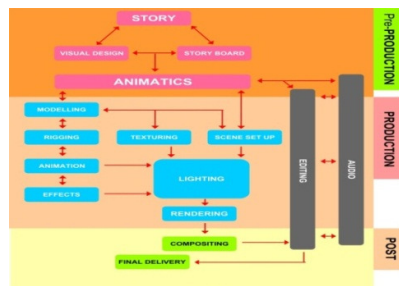 STORY
Pre-PRODUCTION
VISUAL DESIGN
STORY BOARD
ANIMATICS
MODELLING
PRODUCTION
RIGGING
TEXTURING
SCENE SET UP
ANIMATION
LIGHTING
EDITING
AUDIO
EFFECTS
RENDERING
COMPOSITING
POST
FINAL DELIVERY